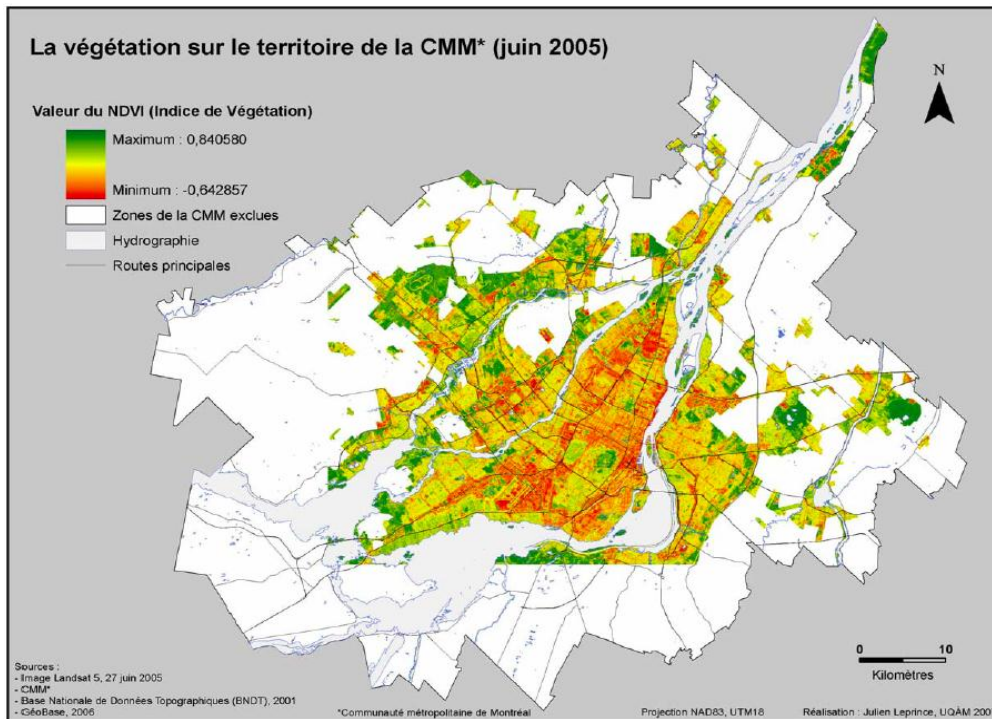 La végétation sur le territoire de la CMM* (juin 2005)
N
Valeur du NDVI (Indice de Végétation)
Maximum : 0,840580
Minimum : -0,642857
Zones de la CMM exclues
Hydrographie
Routes principales
0 10
Kilomètres
Sources :
- Image Landsat 5, 27 juin 2005
- CMM*
- Base Nationale de Données Topographiques (BNDT), 2001
- GéoBase, 2006
*Communauté métropolitaine de Montréal
Projection NAD83, UTM18
Réalisation : Julien Leprince, UQÀM